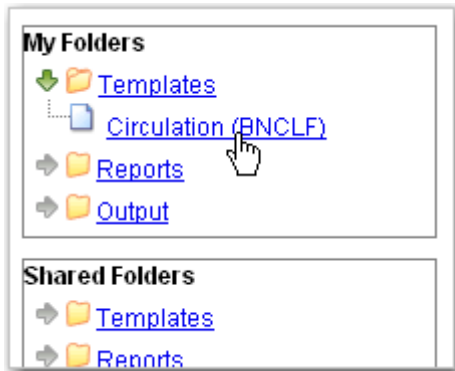 My Folders
Templates
Circulation (BNCLF)
Reports
Output
Shared Folders
Templates
Reports